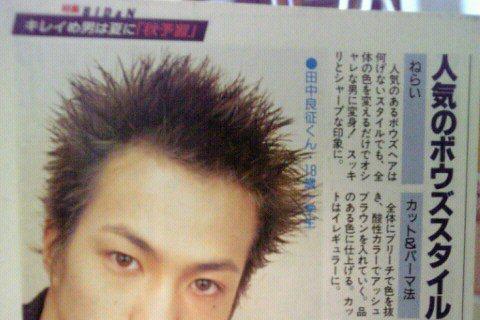 特集 BiDaN
キレイめ男は夏に
人気のボウズスタイル
ねらい
人気のあるボウズヘアは
何げないスタイルでも、全
体の色を変えるだけでオシ
ャレな男に変身！ スッキ
リとシャープな印象に。
カット&パーマ法
全体にブリーチで色を抜
き、酸性カラーでアッシュ
ブラウンを入れていく。品
のある色に仕上げる。カッ
トはイレギュラーに。
●田中良征くん・18歳／学生